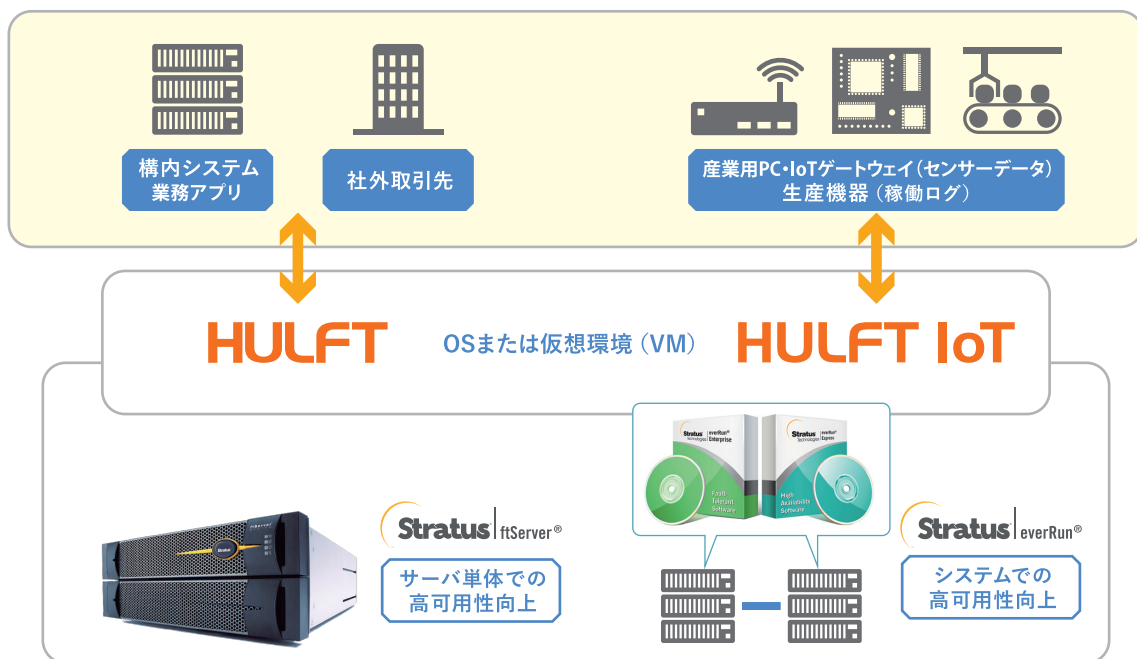 構内システム
業務アプリ
社外取引先
産業用PC・IoTゲートウェイ（センサーデータ）
生産機器（稼働ログ）
HULFT
OSまたは仮想環境（VM）
HULFT IoT
Stratus ftServer®
サーバ単体での
高可用性向上
Stratus
Technologies
everRun®
Enterprise
Fault
Tolerant
Software
Stratus
Technologies
everRun®
Express
High
Availability
Software
Stratus everRun®
システムでの
高可用性向上
Stratus